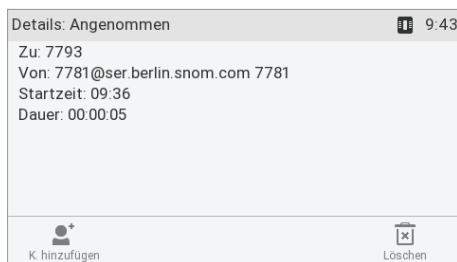 Details: Angenommen 9:43
Zu: 7793
Von: 7781@ser.berlin.snom.com 7781
Startzeit: 09:36
Dauer: 00:00:05
K. hinzufügen Löschen